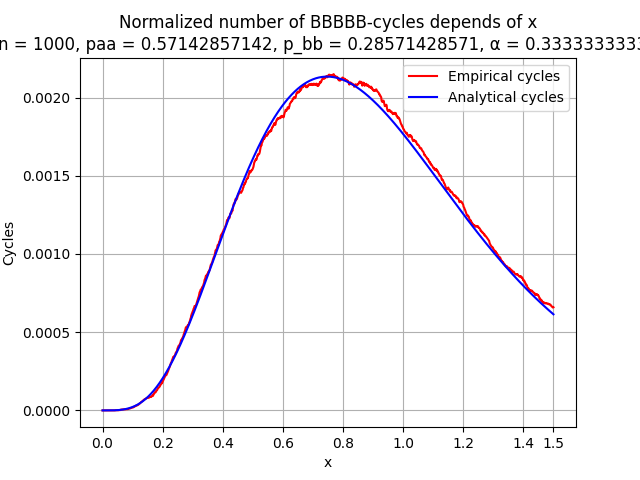 Normalized number of BBBBB-cycles depends of x
n = 1000, paa = 0.57142857142, p_bb = 0.28571428571, α = 0.3333333333
Empirical cycles
Analytical cycles
0.0020
0.0015
0.0010
0.0005
0.0000
Cycles
0.0 0.2 0.4 0.6 0.8 1.0 1.2 1.4 1.5
x